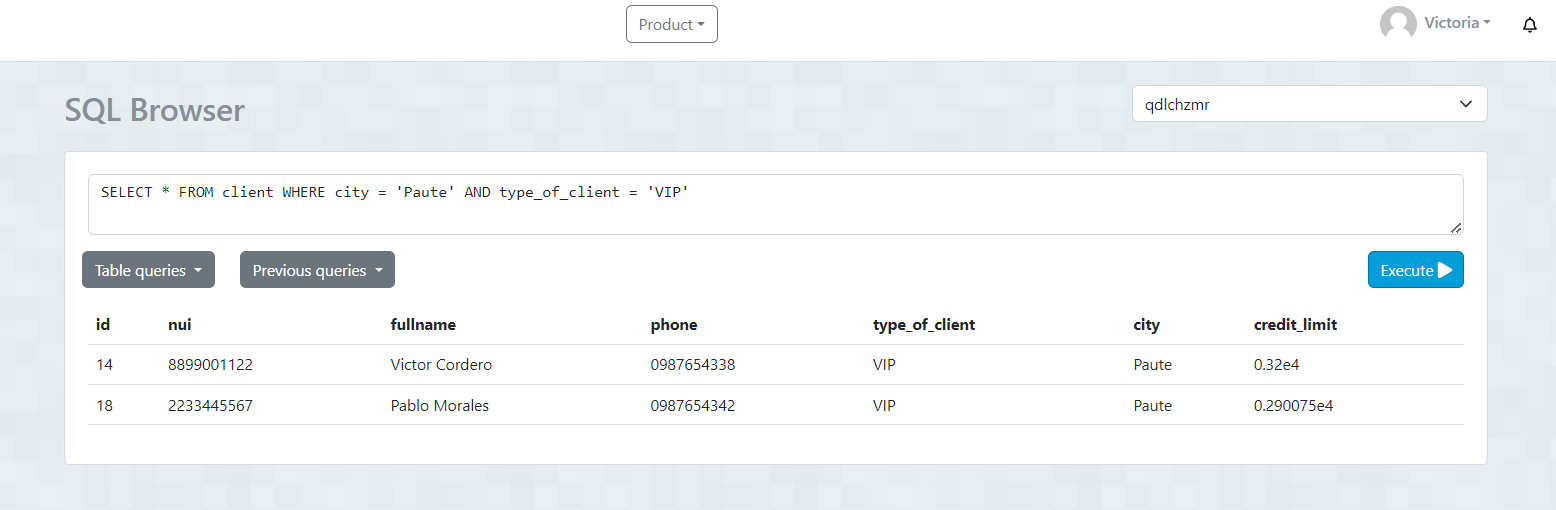 Product
Victoria
SQL Browser
qdlchzmr
SELECT * FROM client WHERE city = 'Paute' AND type_of_client = 'VIP'
Table queries
Previous queries
Execute
id nui fullname phone type_of_client city credit_limit
14 8899001122 Victor Cordero 0987654338 VIP Paute 0.32e4
18 2233445567 Pablo Morales 0987654342 VIP Paute 0.290075e4